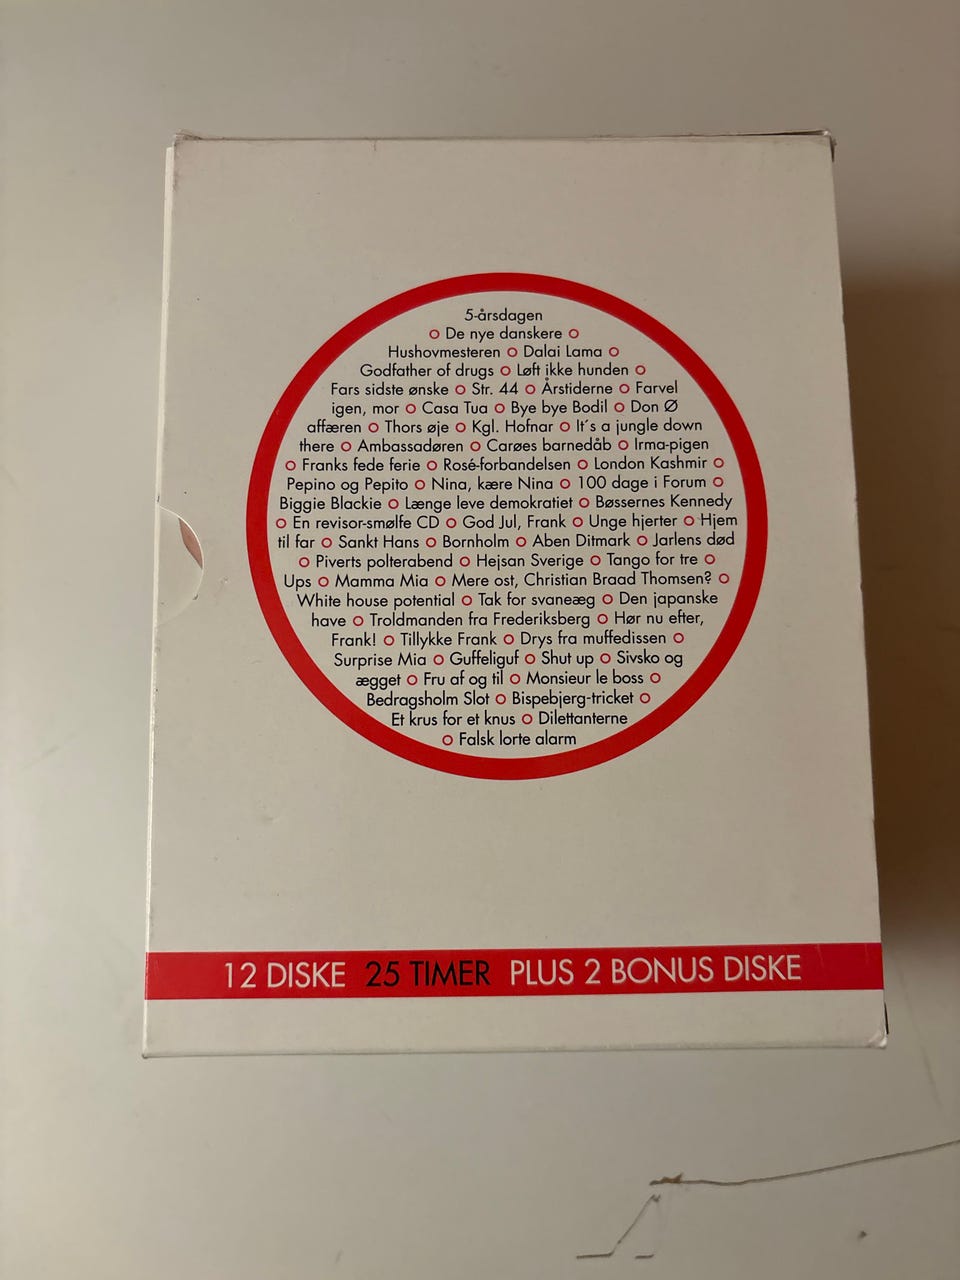 5-årsdagen
o De nye danskere o
Hushovmesteren o Dalai Lama o
Godfather of drugs o Løft ikke hunden o
Fars sidste ønske o Str. 44 o Årstiderne o Farvel
igen, mor o Casa Tua o Bye bye Bodil o Don Ø
affæren o Thors øje o Kgl. Hofnar o It´s a jungle down
there o Ambassadøren o Carøes barnedåb o Irma-pigen
o Franks fede ferie o Rosé-forbandelsen o London Kashmir o
Pepino og Pepito o Nina, kære Nina o 100 dage i Forum o
Biggie Blackie o Længe leve demokratiet o Bøssernes Kennedy
o En revisor-smølfe CD o God Jul, Frank o Unge hjerter o Hjem
til far o Sankt Hans o Bornholm o Aben Ditmark o Jarlens død
o Piverts polterabend o Hejsan Sverige o Tango for tre o
Ups o Mamma Mia o Mere ost, Christian Braad Thomsen? o
White house potential o Tak for svaneæg o Den japanske
have o Troldmanden fra Frederiksberg o Hør nu efter,
Frank! o Tillykke Frank o Drys fra muffedissen o
Surprise Mia o Guffeliguf o Shut up o Sivsko og
ægget o Fru af og til o Monsieur le boss o
Bedragsholm Slot o Bispebjerg-tricket o
Et krus for et knus o Dilettanterne
o Falsk lorte alarm
12 DISKE 25 TIMER PLUS 2 BONUS DISKE